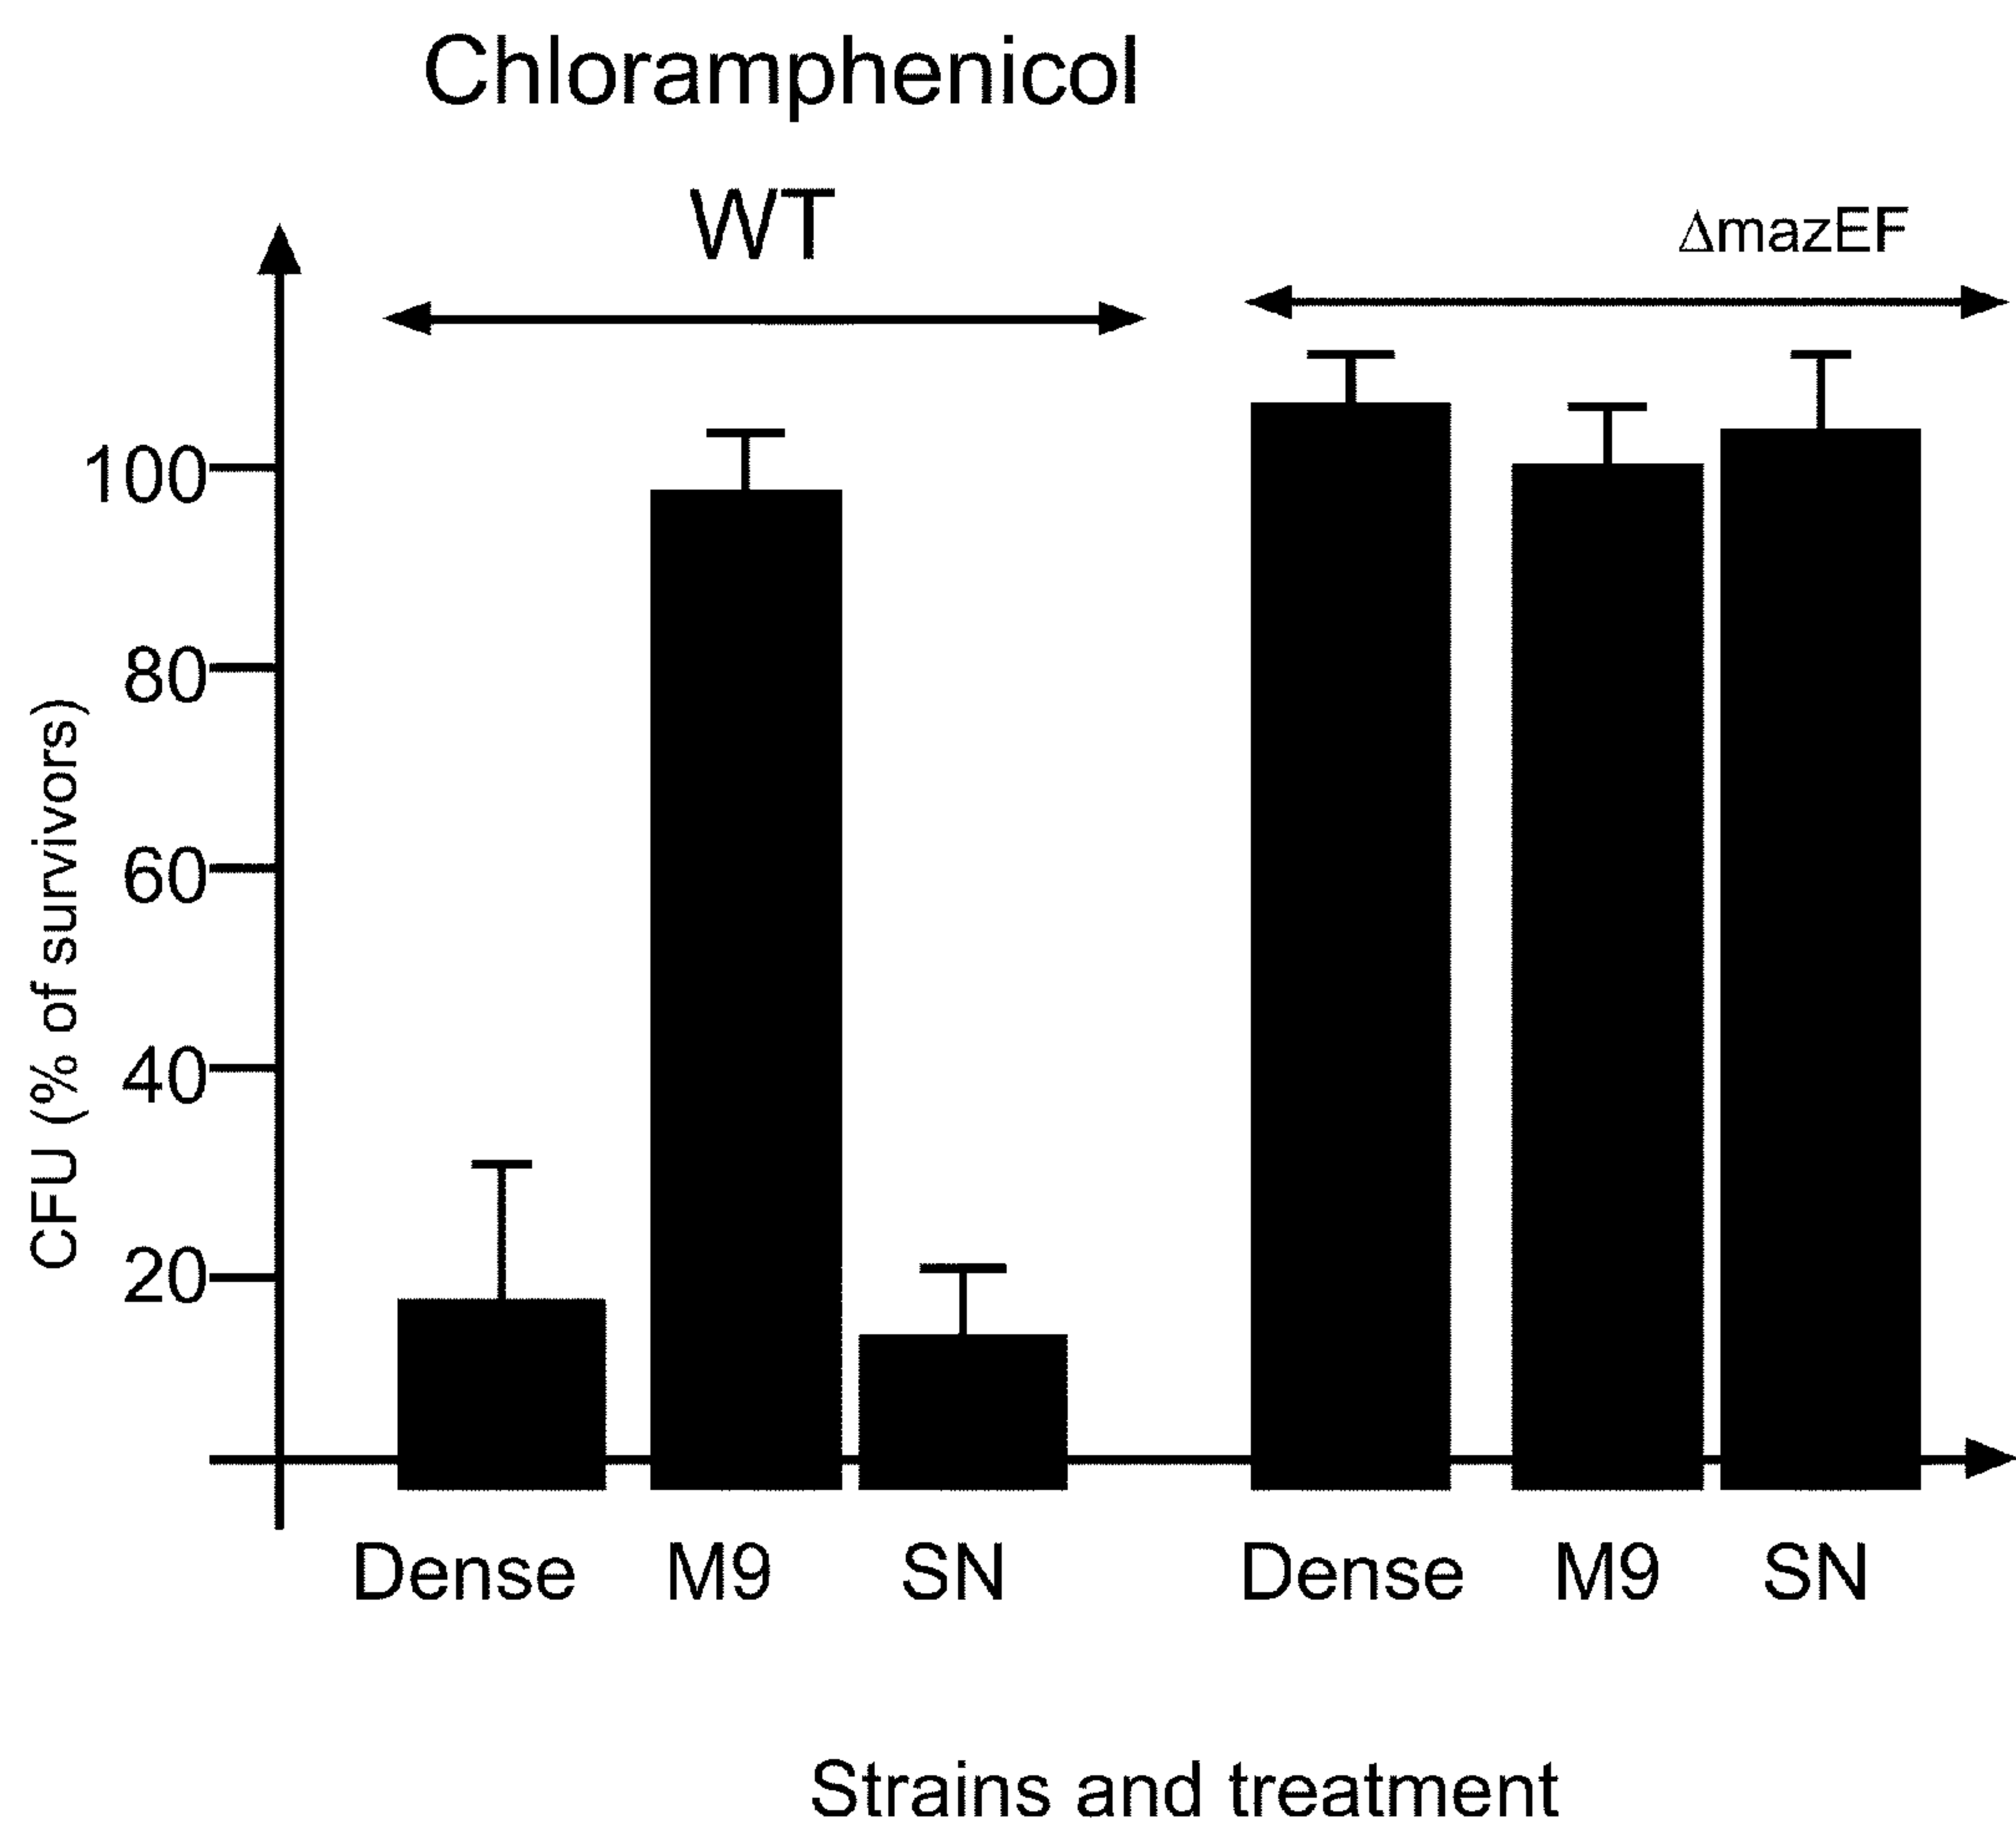 Chloramphenicol
WT
ΔmazEF
100
80
60
40
20
CFU (% of survivors)
Dense M9 SN Dense M9 SN
Strains and treatment